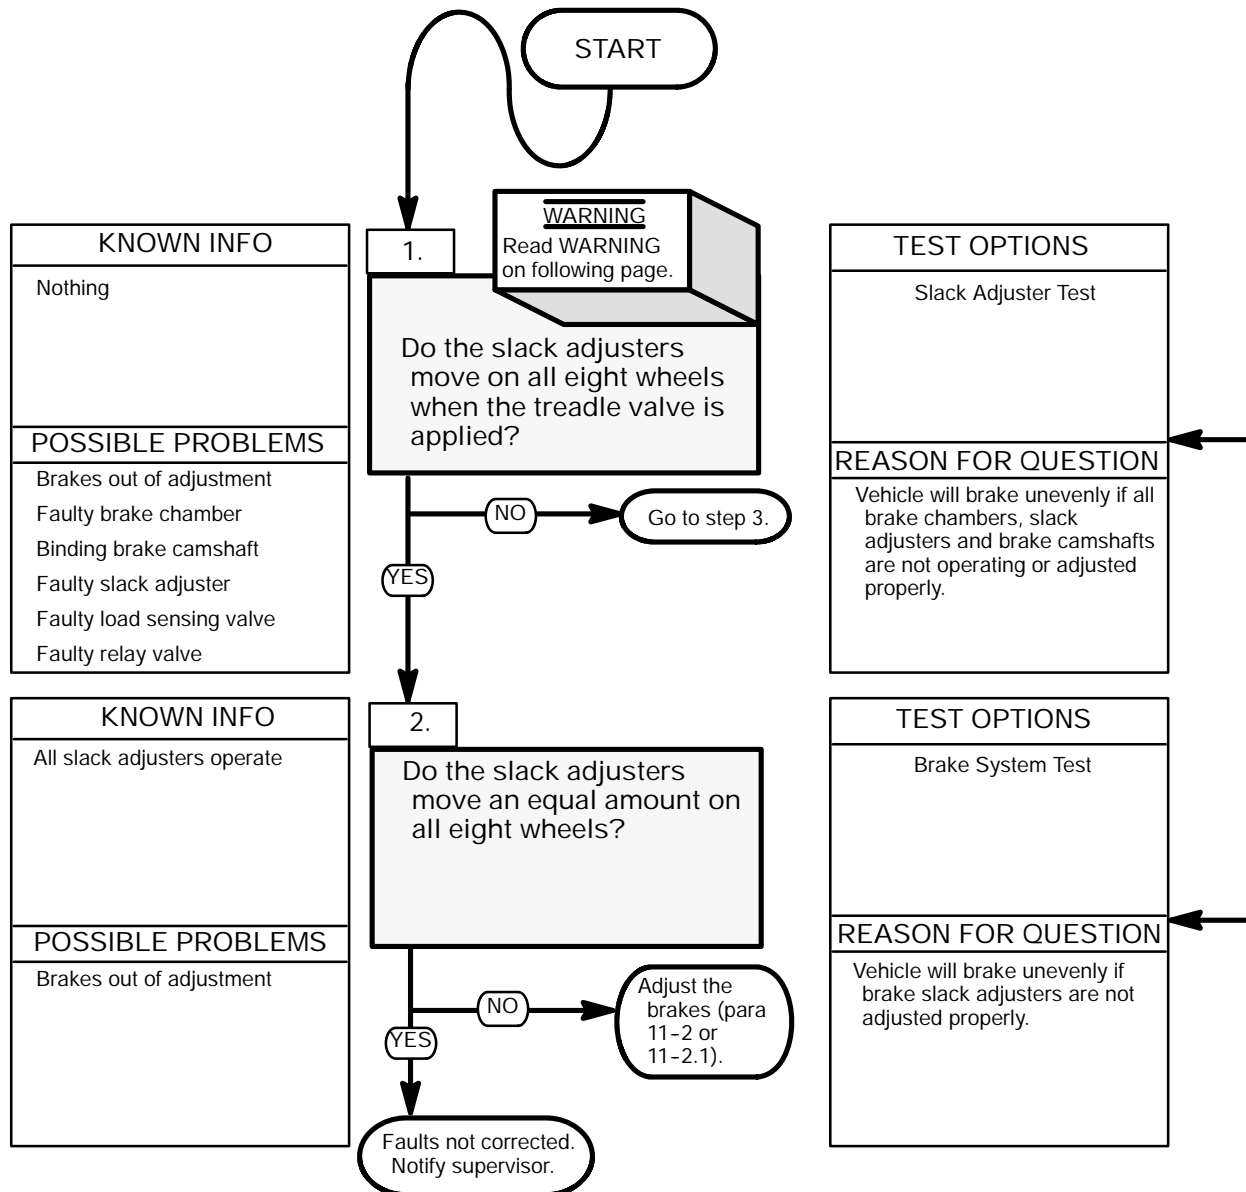 START
WARNING
Read WARNING
on following page.
KNOWN INFO
Nothing
POSSIBLE PROBLEMS
Brakes out of adjustment
Faulty brake chamber
Binding brake camshaft
Faulty slack adjuster
Faulty load sensing valve
Faulty relay valve
1.
Do the slack adjusters
move on all eight wheels
when the treadle valve is
applied?
NO
Go to step 3.
YES
TEST OPTIONS
Slack Adjuster Test
REASON FOR QUESTION
Vehicle will brake unevenly if all
brake chambers, slack
adjusters and brake camshafts
are not operating or adjusted
properly.
KNOWN INFO
All slack adjusters operate
POSSIBLE PROBLEMS
Brakes out of adjustment
2.
Do the slack adjusters
move an equal amount on
all eight wheels?
NO
Adjust the
brakes (para
11-2 or
11-2.1).
YES
Faults not corrected.
Notify supervisor.
TEST OPTIONS
Brake System Test
REASON FOR QUESTION
Vehicle will brake unevenly if
brake slack adjusters are not
adjusted properly.